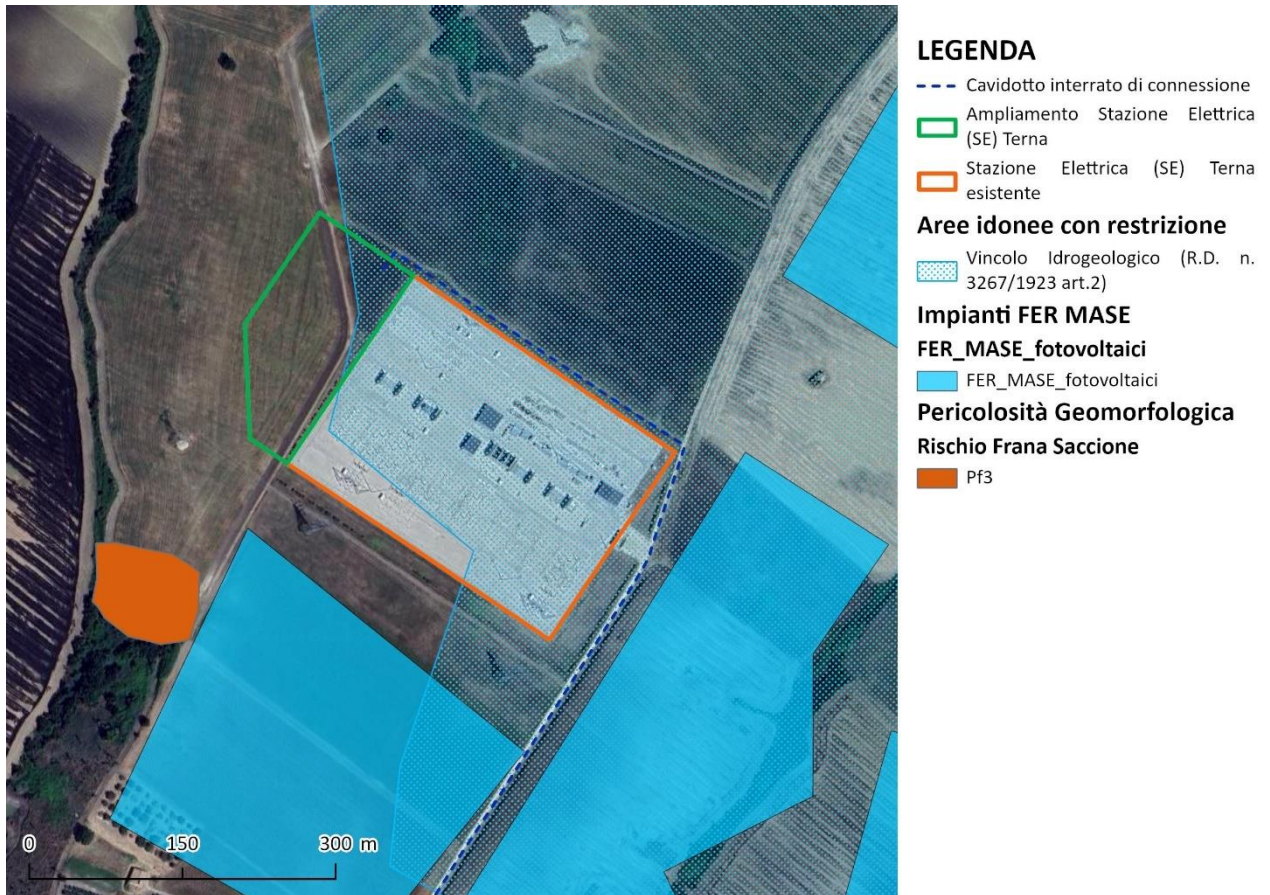 LEGENDA
Cavidotto interrato di connessione
Ampliamento Stazione Elettrica
(SE) Terna
Stazione Elettrica (SE) Terna
esistente
Aree idonee con restrizione
Vincolo Idrogeologico (R.D. n.
3267/1923 art.2)
Impianti FER MASE
FER_MASE_fotovoltaici
FER_MASE_fotovoltaici
Pericolosità Geomorfologica
Rischio Frana Saccione
Pf3
0 150 300 m